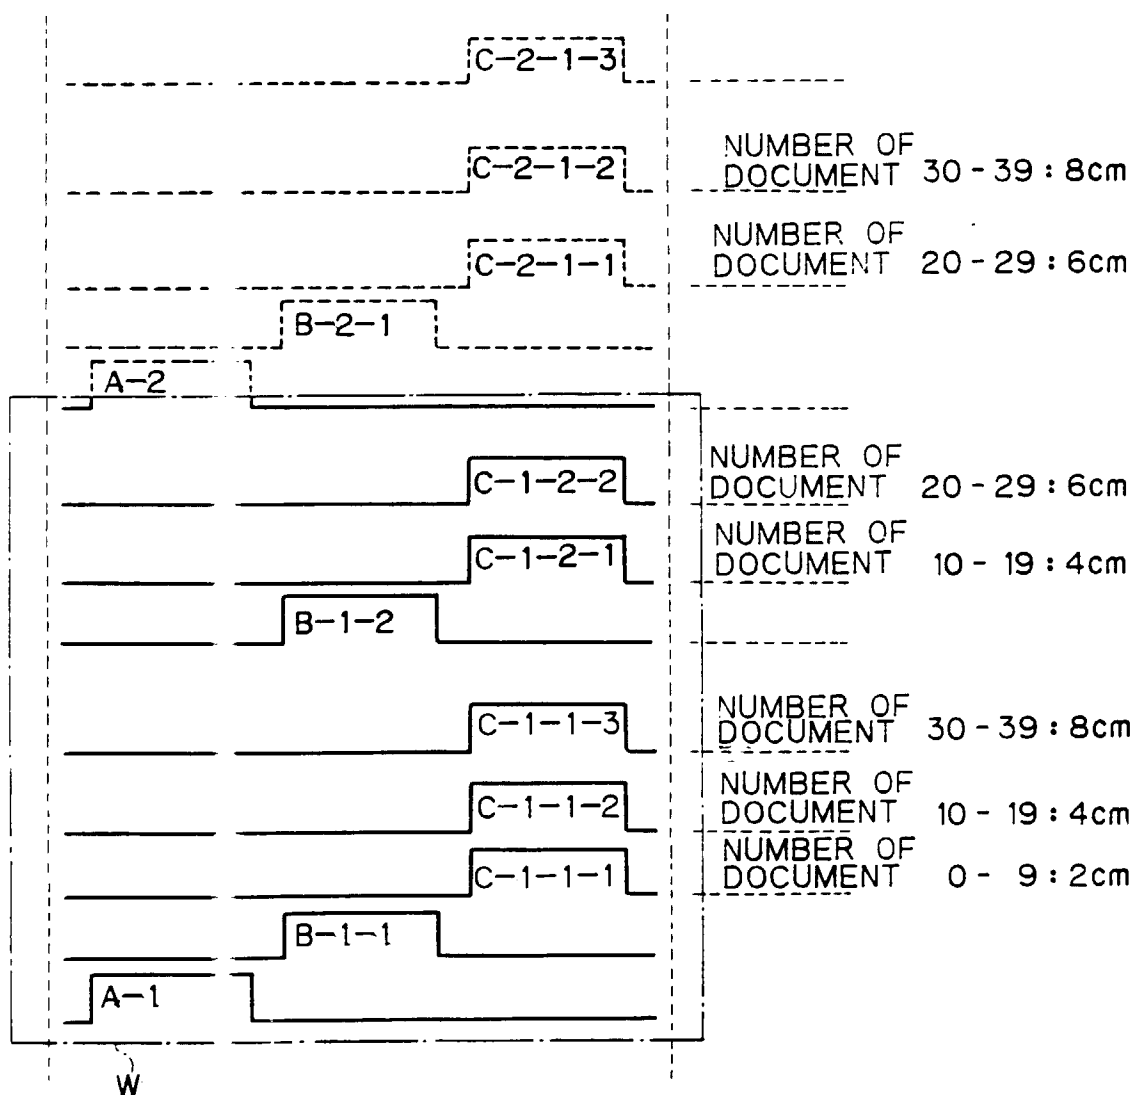 C-2-1-3
C-2-1-2
NUMBER OF
DOCUMENT 30-39:8cm
C-2-1-1
NUMBER OF
DOCUMENT 20-29:6cm
B-2-1
A-2
C-1-2-2
NUMBER OF
DOCUMENT 20-29:6cm
C-1-2-1
NUMBER OF
DOCUMENT 10-19:4cm
B-1-2
C-1-1-3
NUMBER OF
DOCUMENT 30-39:8cm
C-1-1-2
NUMBER OF
DOCUMENT 10-19:4cm
C-1-1-1
NUMBER OF
DOCUMENT 0-9:2cm
B-1-1
A-1
W